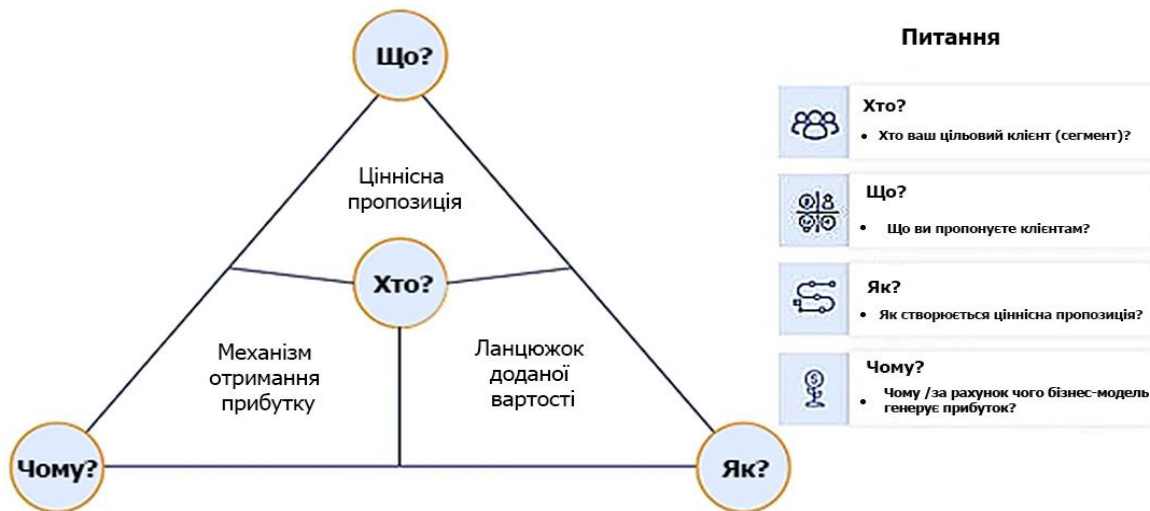 Що?
Ціннісна
пропозиція
Хто?
Механізм
отримання
прибутку
Ланцюжок
доданої
вартості
Чому?
Як?
Питання
Хто?
• Хто ваш цільовий клієнт (сегмент)?
Що?
• Що ви пропонуєте клієнтам?
Як?
• Як створюється ціннісна пропозиція?
Чому?
• Чому /за рахунок чого бізнес-модель
генерує прибуток?